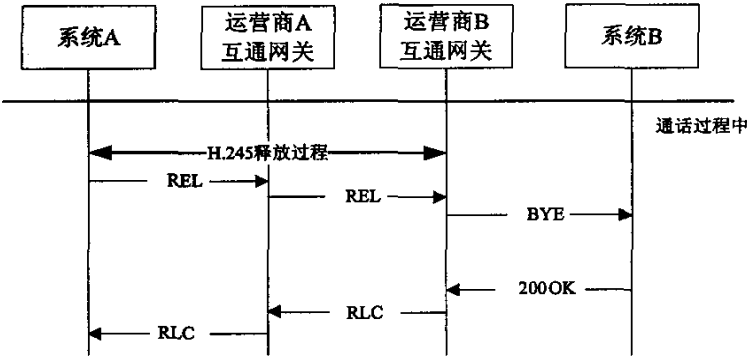 系统A
运营商A
互通网关
运营商B
互通网关
系统B
通话过程中
H.245释放过程
REL
REL
BYE
200OK
RLC
RLC